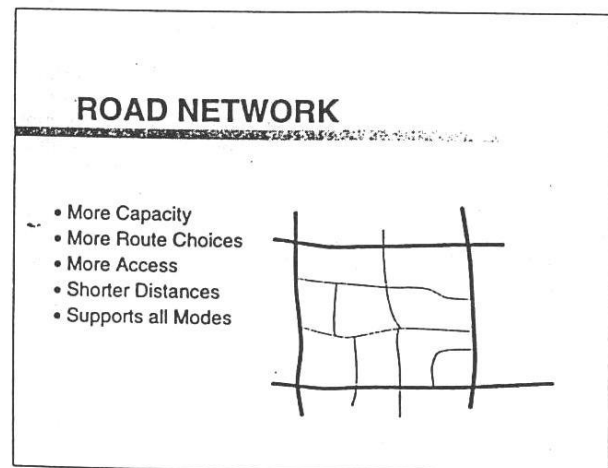 ROAD NETWORK
• More Capacity
• More Route Choices
• More Access
• Shorter Distances
• Supports all Modes